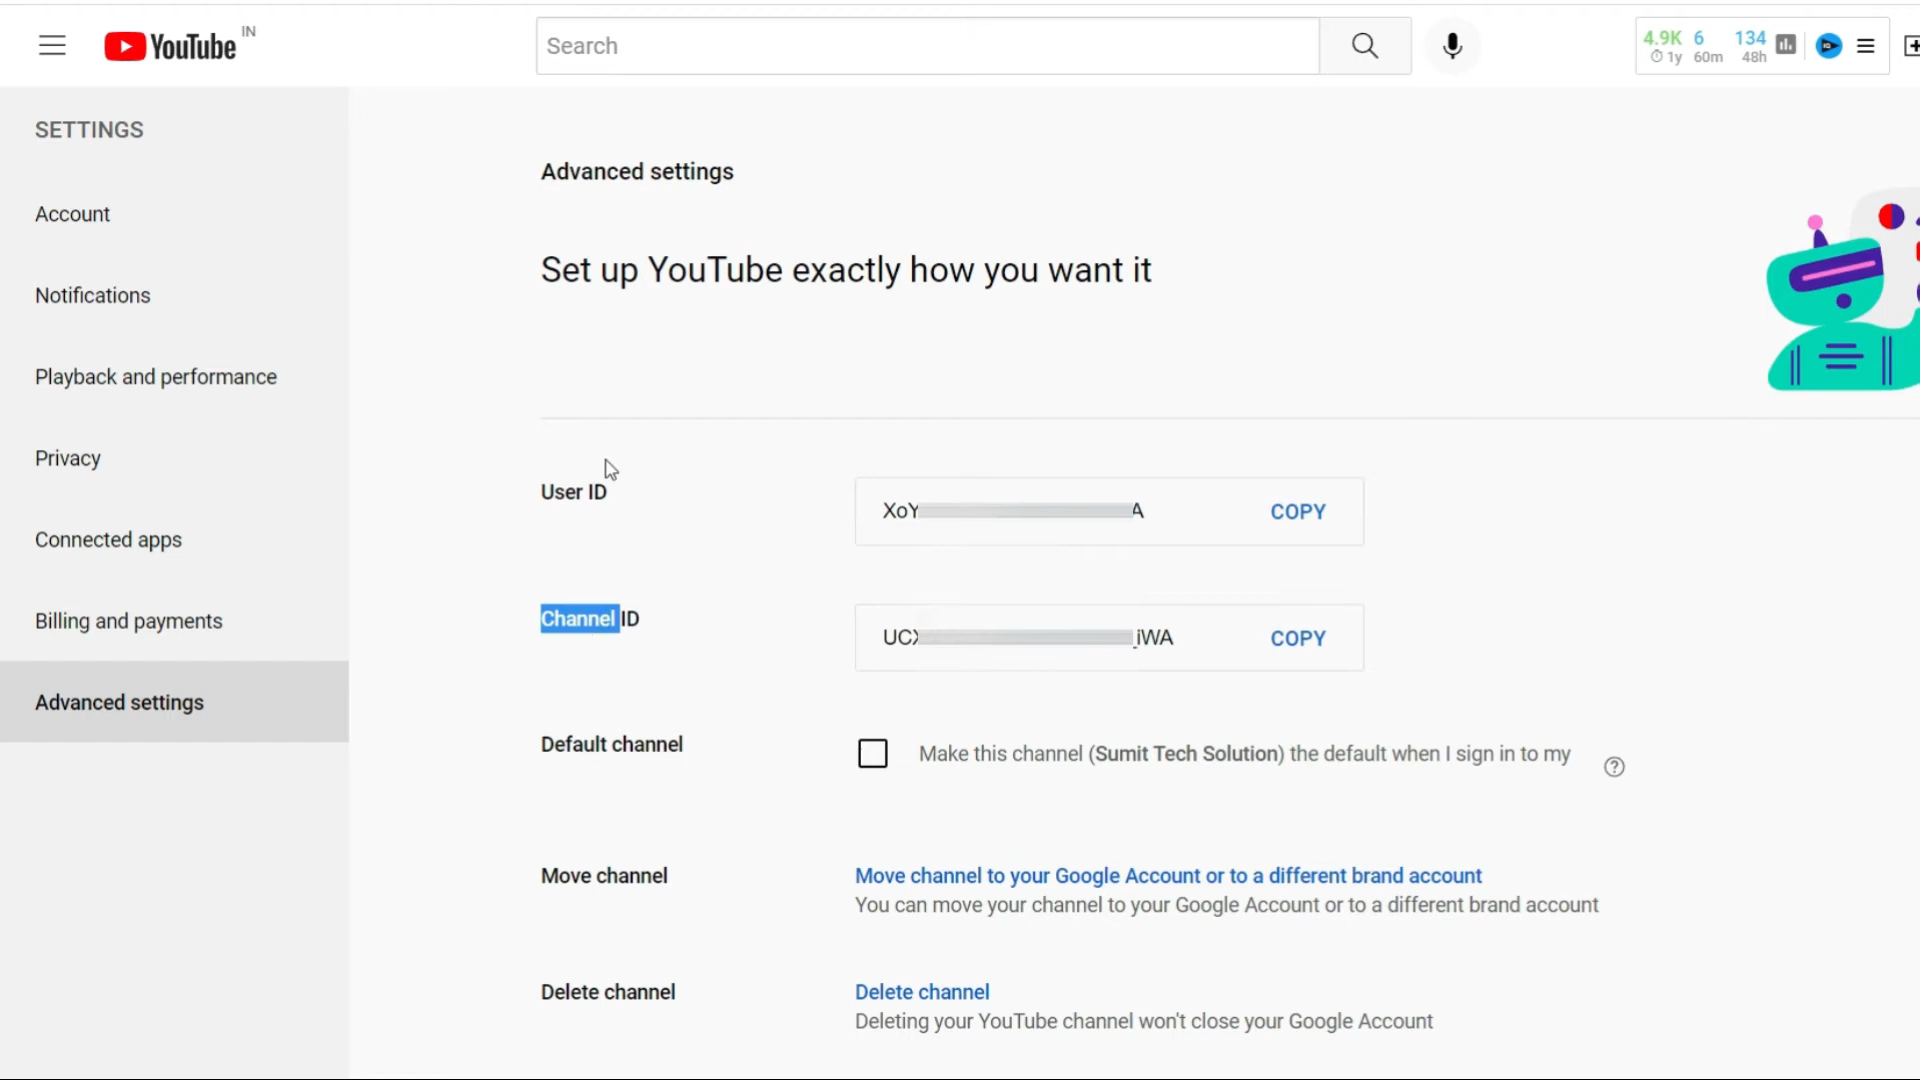 YouTube IN
Search
4.9K 6 134
1y 60m 48h
SETTINGS
Account
Notifications
Playback and performance
Privacy
Connected apps
Billing and payments
Advanced settings
Advanced settings
Set up YouTube exactly how you want it
User ID
XoY A COPY
Channel ID
UCX _iWA COPY
Default channel
Make this channel (Sumit Tech Solution) the default when I sign in to my
Move channel
Move channel to your Google Account or to a different brand account
You can move your channel to your Google Account or to a different brand account
Delete channel
Delete channel
Deleting your YouTube channel won't close your Google Account